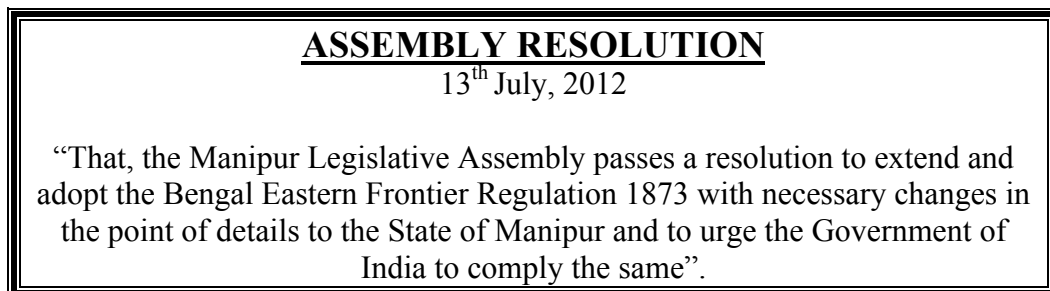 ASSEMBLY RESOLUTION
13th July, 2012
“That, the Manipur Legislative Assembly passes a resolution to extend and
adopt the Bengal Eastern Frontier Regulation 1873 with necessary changes in
the point of details to the State of Manipur and to urge the Government of
India to comply the same”.